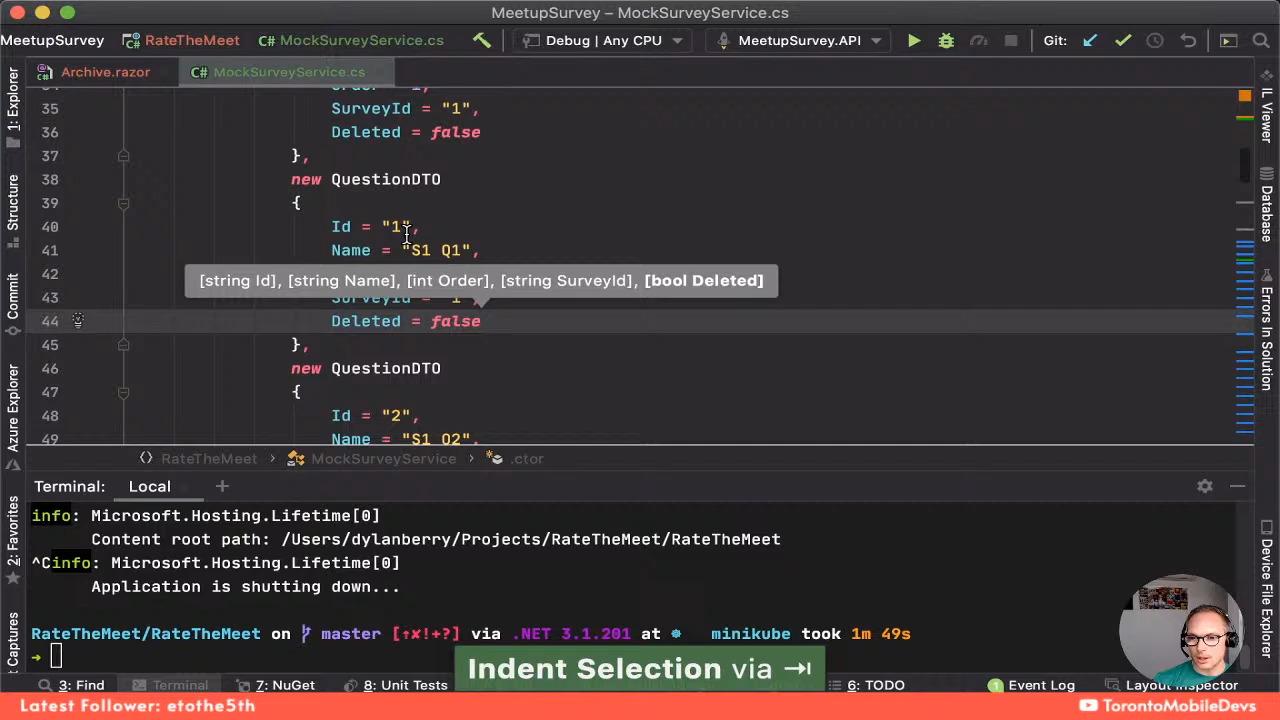 MeetupSurvey – MockSurveyService.cs
MeetupSurvey RateTheMeet MockSurveyService.cs Debug | Any CPU MeetupSurvey.API Git:
Archive.razor MockSurveyService.cs
35 SurveyId = "1",
36 Deleted = false
37 },
38 new QuestionDTO
39 {
40 Id = "1",
41 Name = "S1 Q1",
42
[string Id], [string Name], [int Order], [string SurveyId], [bool Deleted]
43 SurveyId = "1"
44 Deleted = false
45 },
46 new QuestionDTO
47 {
48 Id = "2",
49 Name = "S1 Q2",
RateTheMeet > MockSurveyService > .ctor
Terminal: Local +
info: Microsoft.Hosting.Lifetime[0]
Content root path: /Users/dylanberry/Projects/RateTheMeet/RateTheMeet
^Cinfo: Microsoft.Hosting.Lifetime[0]
Application is shutting down...
RateTheMeet/RateTheMeet on master [⇡✘!+?] via .NET 3.1.201 at minikube took 1m 49s
➜
Indent Selection via ⇥
3: Find Terminal 7: NuGet 8: Unit Tests 6: TODO 1 Event Log Layout Inspector
Latest Follower: etothe5th TorontoMobileDevs
1: Explorer
Structure
Commit
Azure Explorer
2: Favorites
Captures
IL Viewer
Database
Errors In Solution
Device File Explorer